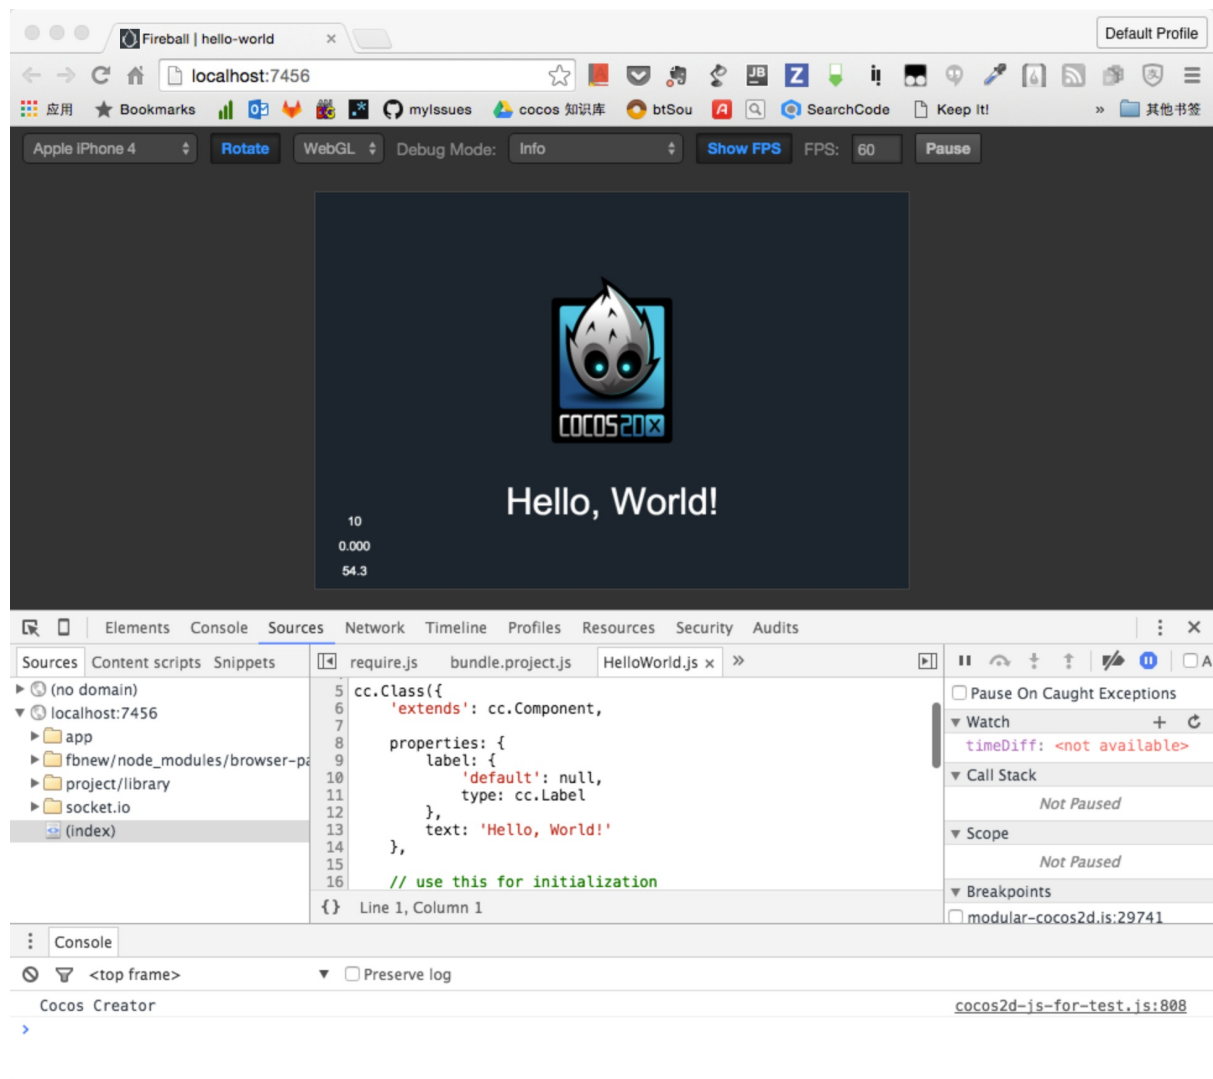 Fireball | hello-world
Default Profile
localhost:7456
应用 Bookmarks myIssues cocos 知识库 btSou SearchCode Keep It! » 其他书签
Apple iPhone 4 Rotate WebGL Debug Mode: Info Show FPS FPS: 60 Pause
COCOS2DX
Hello, World!
10
0.000
54.3
Elements Console Sources Network Timeline Profiles Resources Security Audits
Sources Content scripts Snippets
require.js bundle.project.js HelloWorld.js × »
A
(no domain)
localhost:7456
app
fbnew/node_modules/browser-pa
project/library
socket.io
(index)
5 cc.Class({
6 'extends': cc.Component,
7
8 properties: {
9 label: {
10 'default': null,
11 type: cc.Label
12 },
13 text: 'Hello, World!'
14 },
15
16 // use this for initialization
{} Line 1, Column 1
Pause On Caught Exceptions
Watch
timeDiff: <not available>
Call Stack
Not Paused
Scope
Not Paused
Breakpoints
modular-cocos2d.js:29741
Console
<top frame> Preserve log
Cocos Creator cocos2d-js-for-test.js:808